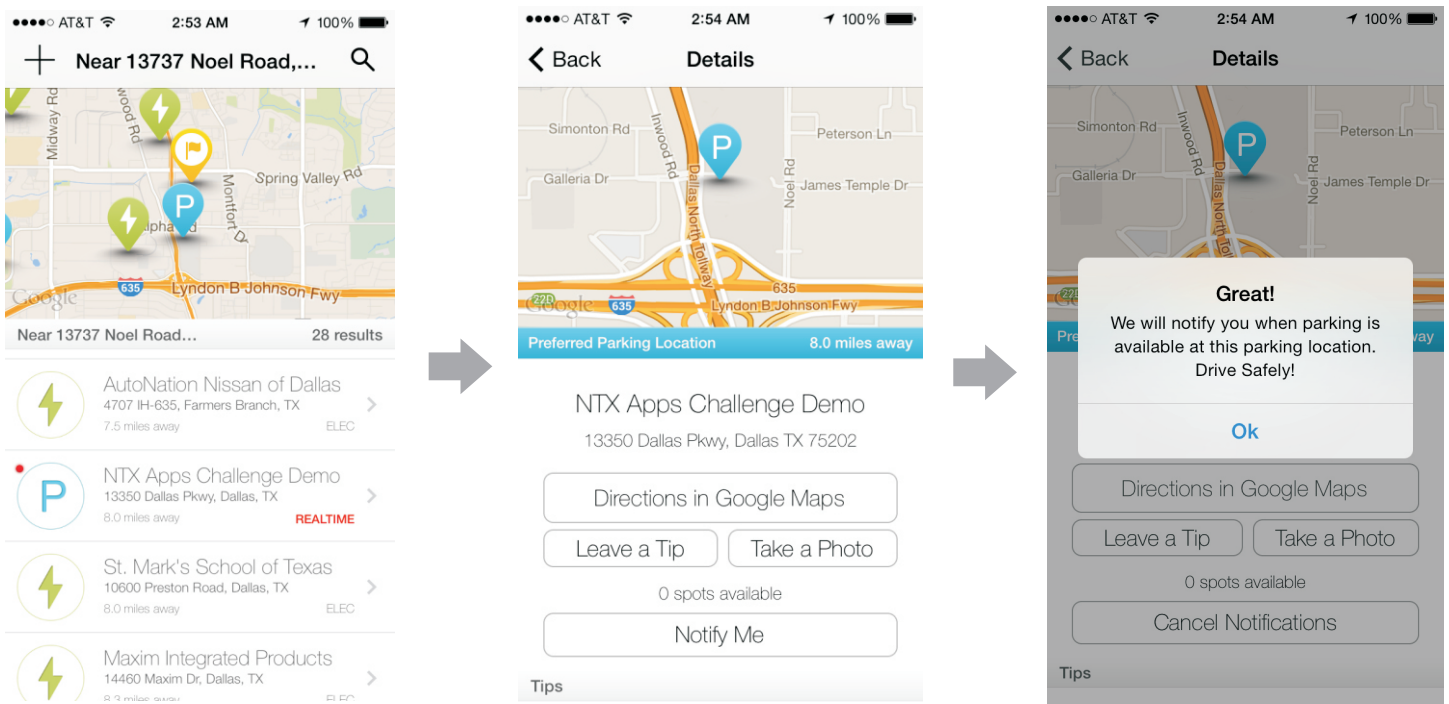 AT&T 2:53 AM 100%
Near 13737 Noel Road,...
Midway Rd
wood Rd
Spring Valley Rd
Montfort Dr
P
lpha Rd
635
Lyndon B Johnson Fwy
Google
Near 13737 Noel Road... 28 results
AutoNation Nissan of Dallas
4707 IH-635, Farmers Branch, TX
7.5 miles away ELEC
P
NTX Apps Challenge Demo
13350 Dallas Pkwy, Dallas, TX
8.0 miles away REALTIME
St. Mark's School of Texas
10600 Preston Road, Dallas, TX
8.0 miles away ELEC
Maxim Integrated Products
14460 Maxim Dr, Dallas, TX
8.3 miles away ELEC
AT&T 2:54 AM 100%
Back Details
Simonton Rd
Inwood Rd
P
Peterson Ln
Galleria Dr
Dallas North Tollway
Noel Rd
James Temple Dr
635
Google
635
Lyndon B Johnson Fwy
Preferred Parking Location 8.0 miles away
NTX Apps Challenge Demo
13350 Dallas Pkwy, Dallas TX 75202
Directions in Google Maps
Leave a Tip Take a Photo
0 spots available
Notify Me
Tips
AT&T 2:54 AM 100%
Back Details
Simonton Rd
Inwood Rd
P
Peterson Ln
Galleria Dr
Dallas North Tollway
Noel Rd
James Temple Dr
Pre
way
Great!
We will notify you when parking is
available at this parking location.
Drive Safely!
Ok
Directions in Google Maps
Leave a Tip Take a Photo
0 spots available
Cancel Notifications
Tips